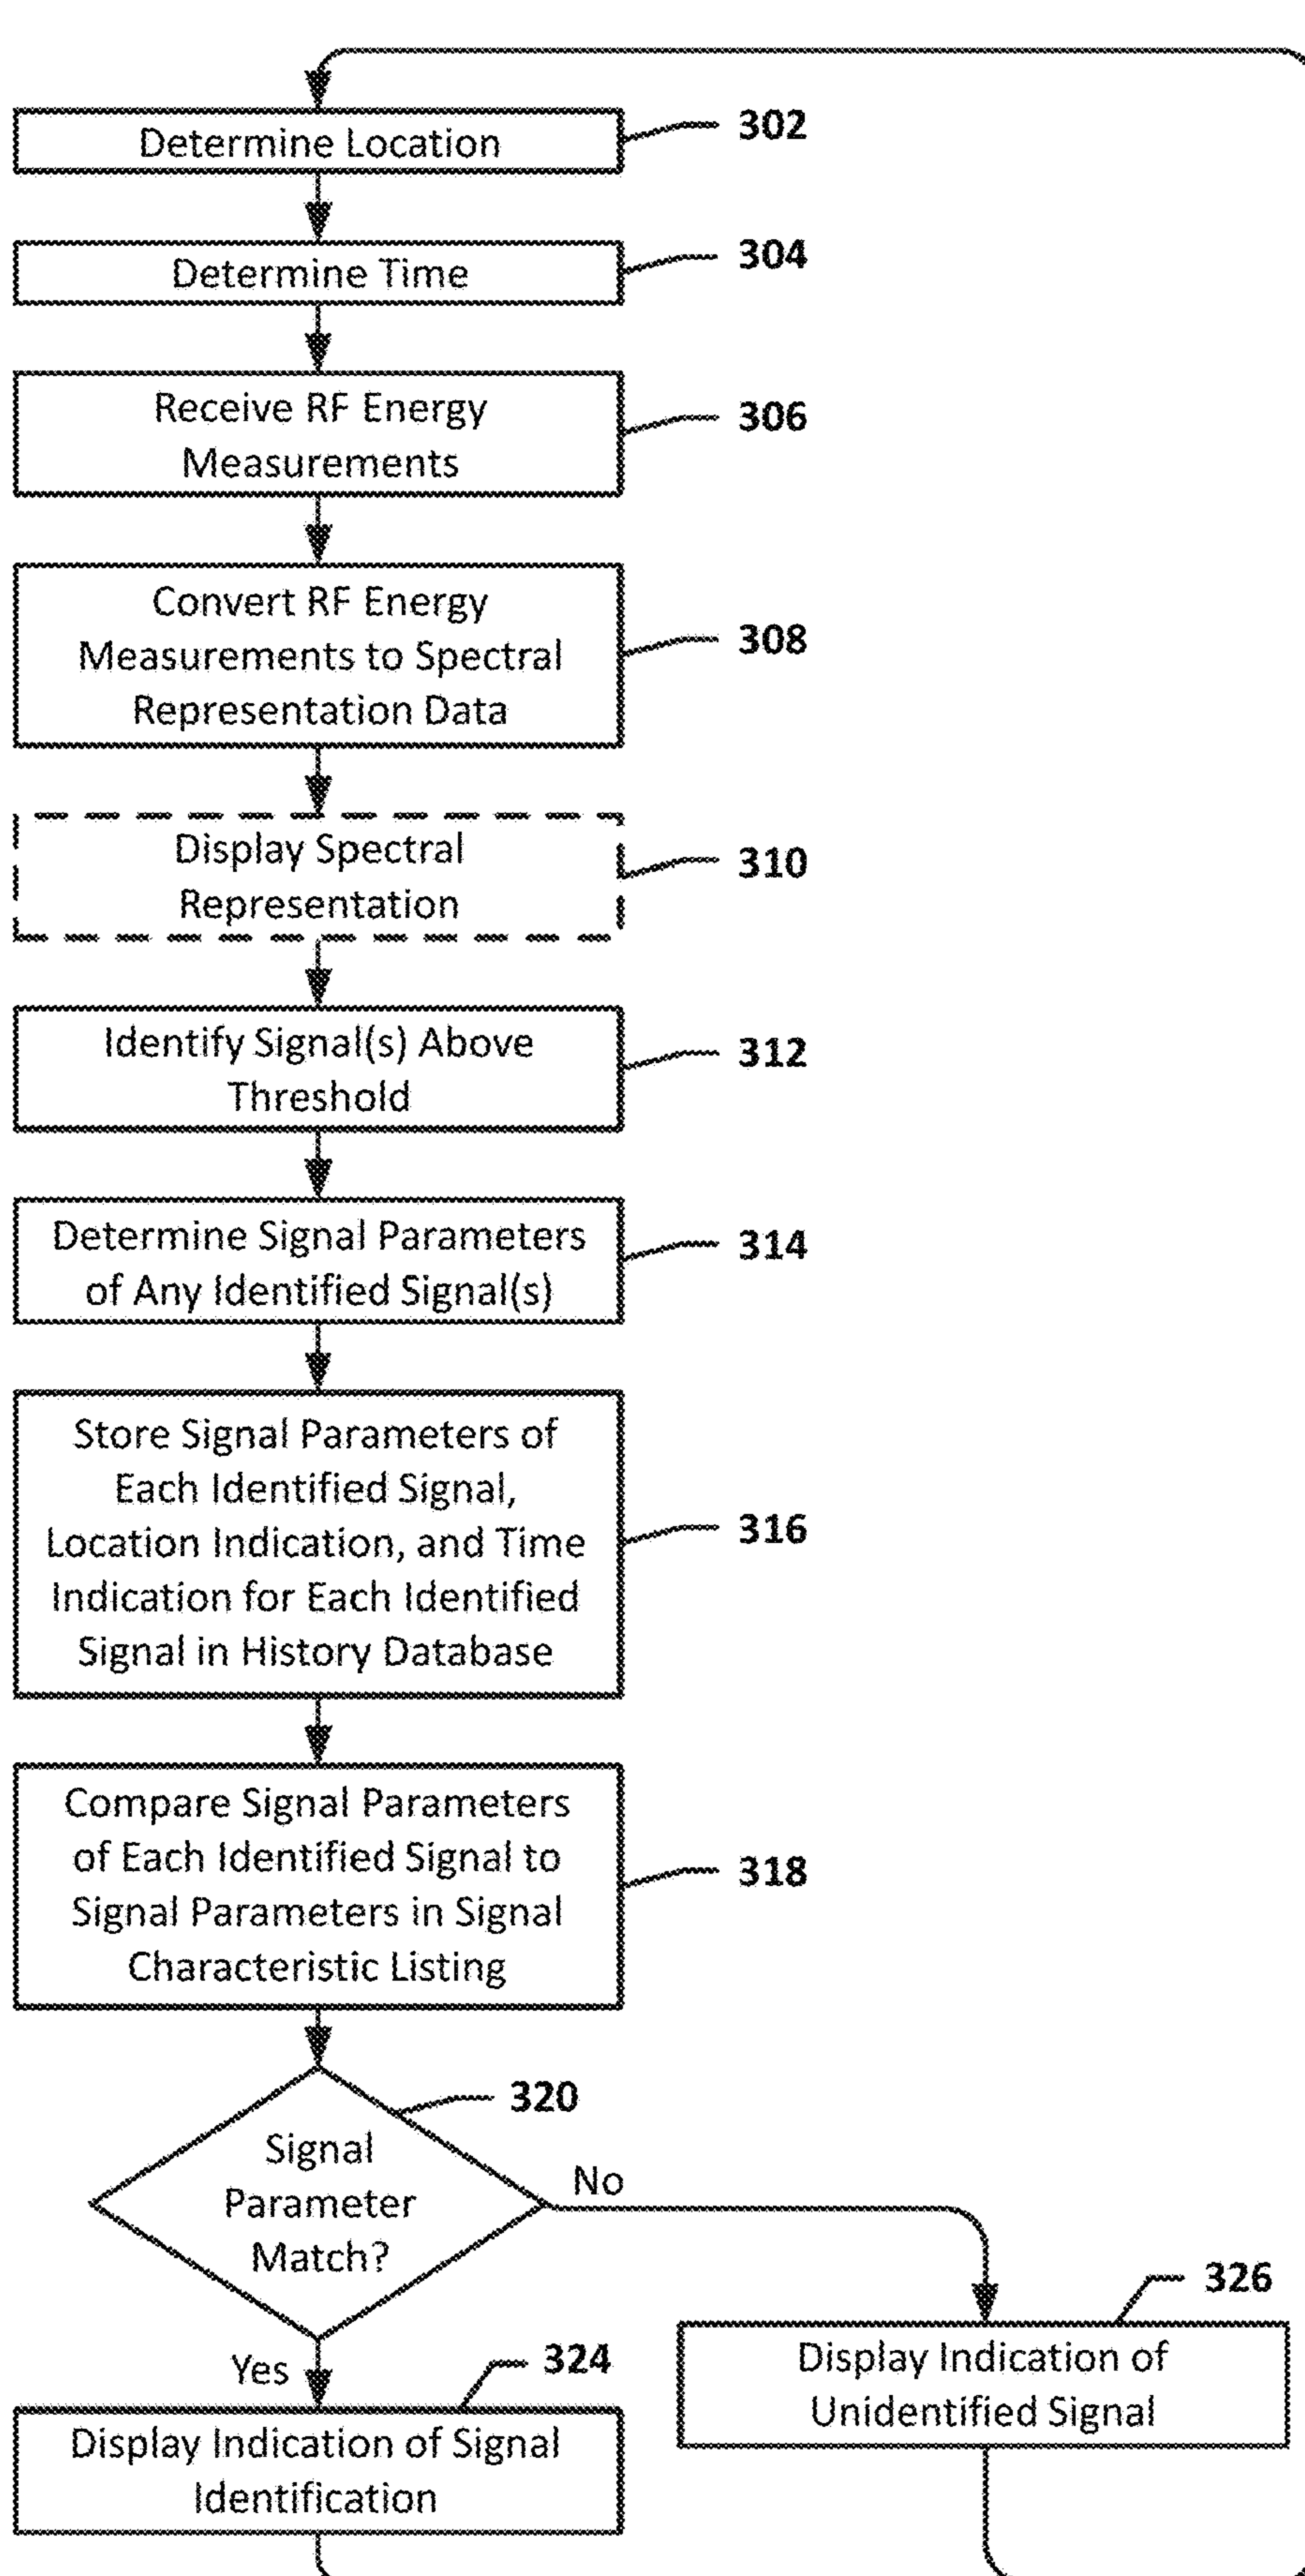 Determine Location
302
Determine Time
304
Receive RF Energy
Measurements
306
Convert RF Energy
Measurements to Spectral
Representation Data
308
Display Spectral
Representation
310
Identify Signal(s) Above
Threshold
312
Determine Signal Parameters
of Any Identified Signal(s)
314
Store Signal Parameters of
Each Identified Signal,
Location Indication, and Time
Indication for Each Identified
Signal in History Database
316
Compare Signal Parameters
of Each Identified Signal to
Signal Parameters in Signal
Characteristic Listing
318
320
Signal
Parameter
Match?
No
326
Display Indication of
Unidentified Signal
Yes
324
Display Indication of Signal
Identification